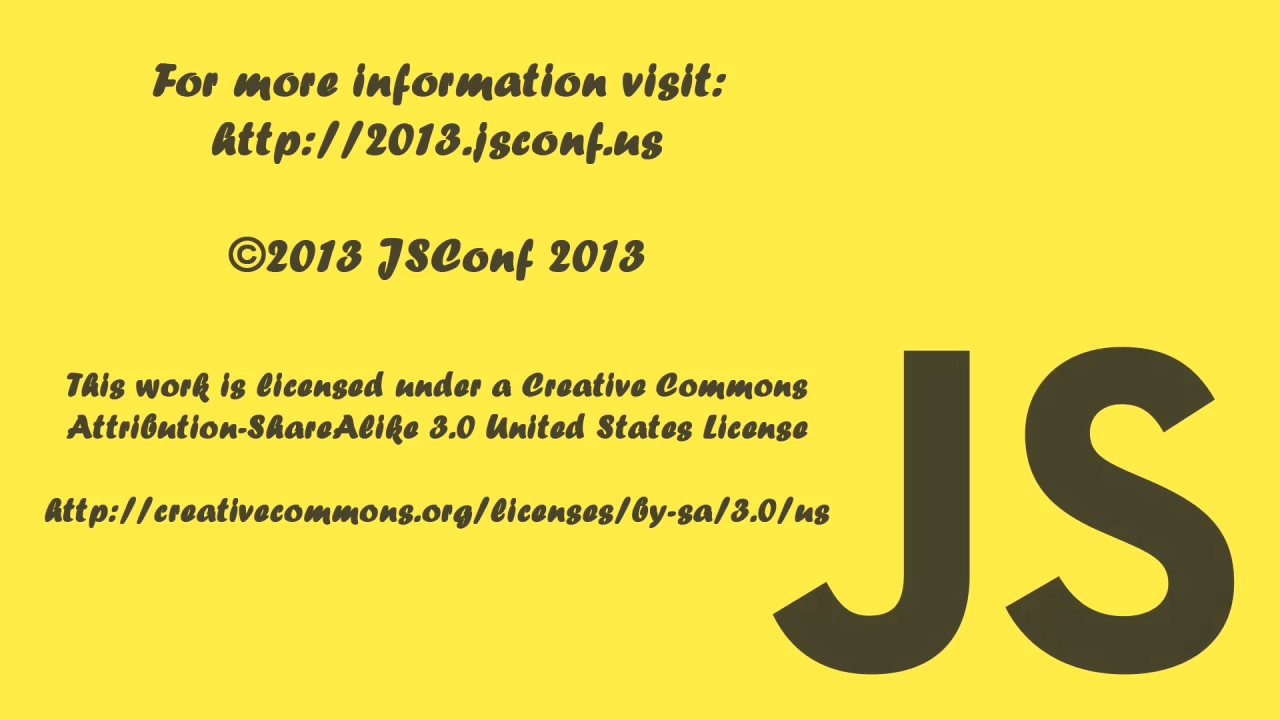 For more information visit:
http://2013.jsconf.us
©2013 JSConf 2013
This work is licensed under a Creative Commons
Attribution-ShareAlike 3.0 United States License
http://creativecommons.org/licenses/by-sa/3.0/us
JS